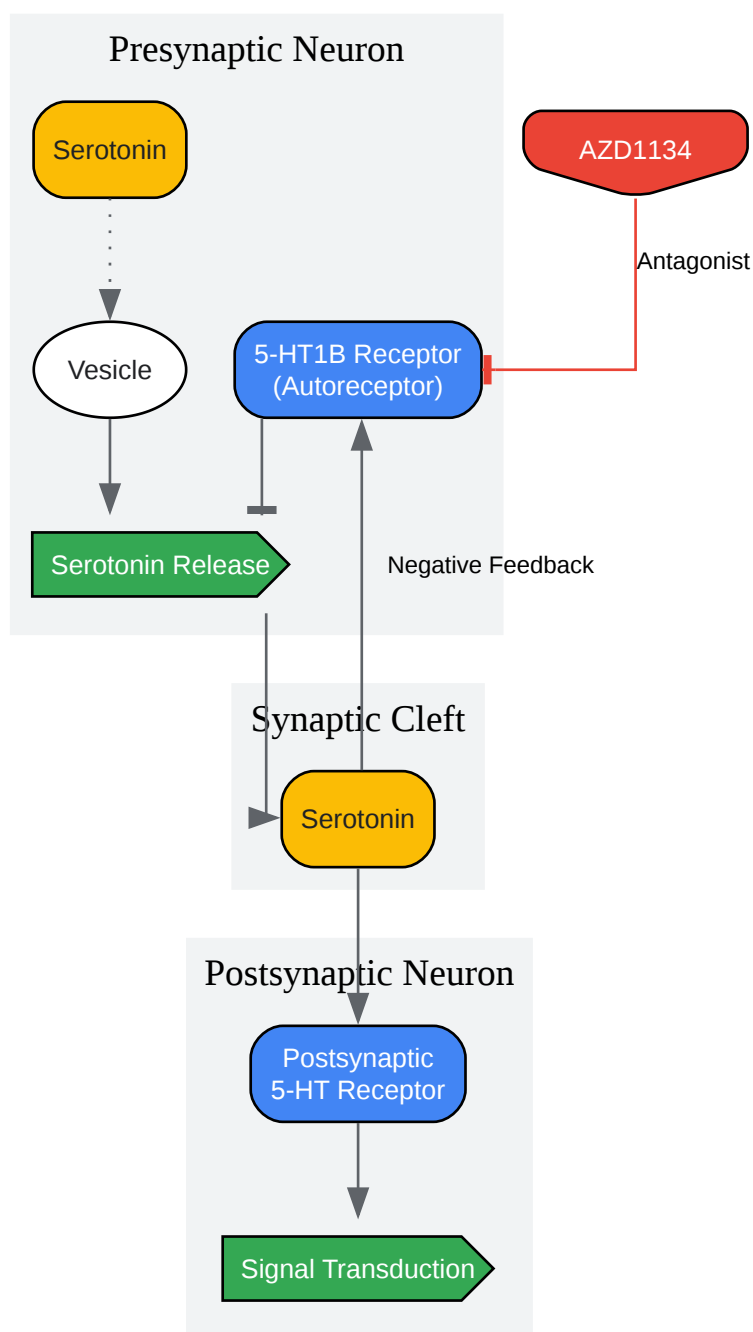 Presynaptic Neuron
Serotonin
AZD1134
Antagonist
Vesicle
5-HT1B Receptor
(Autoreceptor)
Serotonin Release
Negative Feedback
Synaptic Cleft
Serotonin
Postsynaptic Neuron
Postsynaptic
5-HT Receptor
Signal Transduction